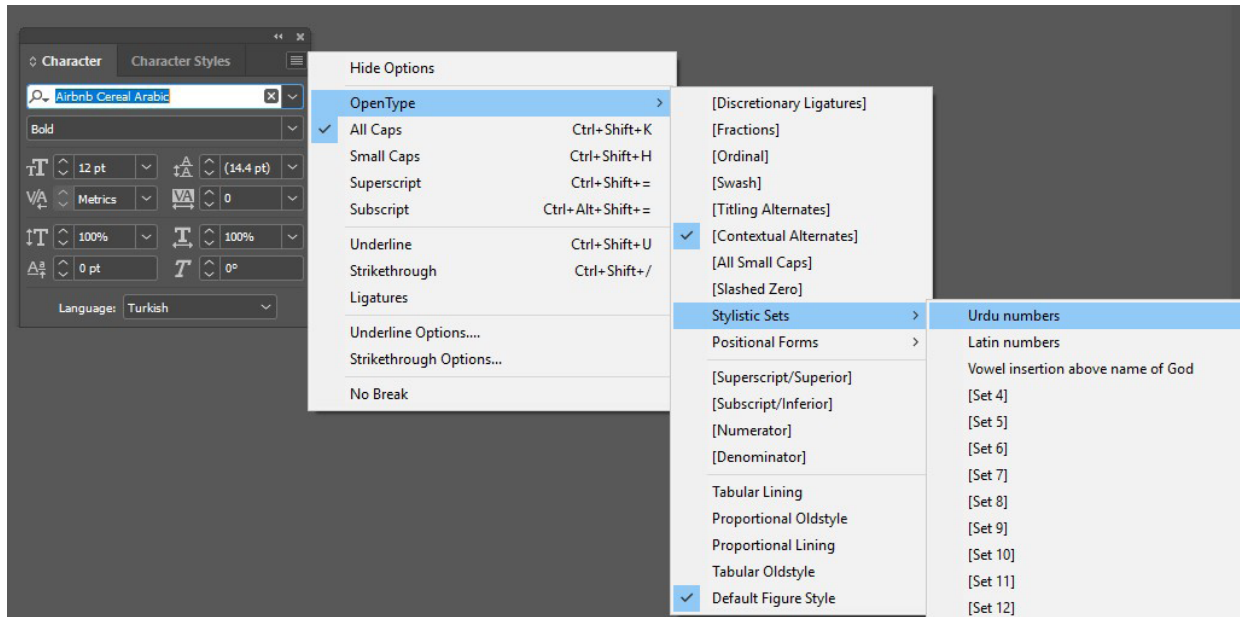 Character
Character Styles
Airbnb Cereal Arabic
Bold
12 pt
(14.4 pt)
Metrics
0
100%
100%
0 pt
0°
Language: Turkish
Hide Options
OpenType
All Caps Ctrl+Shift+K
Small Caps Ctrl+Shift+H
Superscript Ctrl+Shift+=
Subscript Ctrl+Alt+Shift+=
Underline Ctrl+Shift+U
Strikethrough Ctrl+Shift+/
Ligatures
Underline Options....
Strikethrough Options...
No Break
[Discretionary Ligatures]
[Fractions]
[Ordinal]
[Swash]
[Titling Alternates]
[Contextual Alternates]
[All Small Caps]
[Slashed Zero]
Stylistic Sets
Positional Forms
[Superscript/Superior]
[Subscript/Inferior]
[Numerator]
[Denominator]
Tabular Lining
Proportional Oldstyle
Proportional Lining
Tabular Oldstyle
Default Figure Style
Urdu numbers
Latin numbers
Vowel insertion above name of God
[Set 4]
[Set 5]
[Set 6]
[Set 7]
[Set 8]
[Set 9]
[Set 10]
[Set 11]
[Set 12]